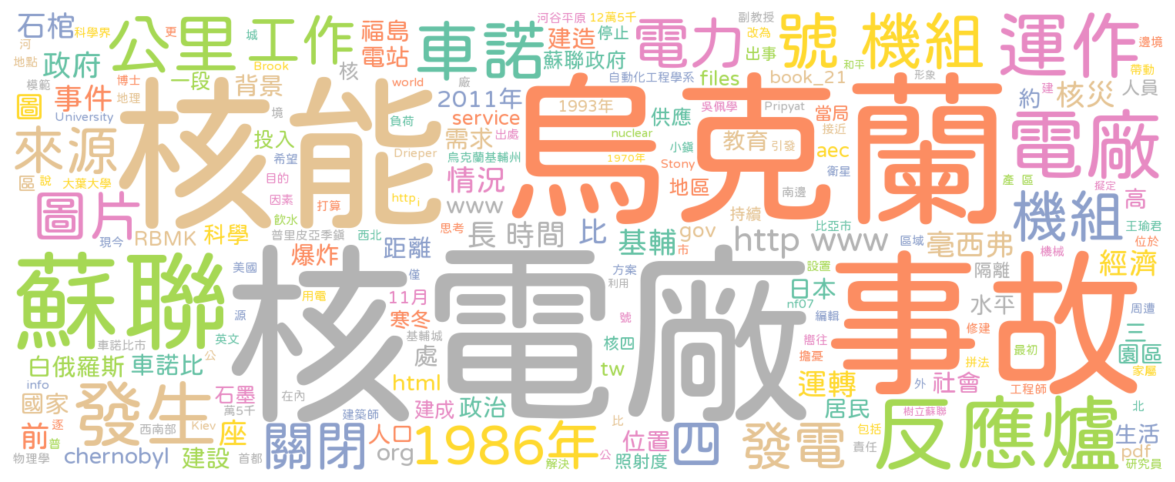 石棺
公里
工作
車諾
福島
電站
建造
停止
河谷平原
12萬5千
蘇聯政府
電力
副教授
改為
出事
號
機組
運作
邊境
帶動
科學界
更
城
河
地點
政府
一段
核
模範
博士
地理
Brook
廠
world
自動化工程學系
和平
形象
圖
事件
背景
2011年
files
book_21
約
建
核災
人員
University
境
負荷
service
1993年
吳佩學
Pripyat
當局
接近
核能
烏克蘭
電廠
來源
投入
希望
出處
Drieper
需求
供應
nuclear
小鎮
教育
引發
aec
烏克蘭基輔州
1970年
Stony
衛星
產
區
擬定
區
說
大葉大學
目的
因素
打算
http
j
情況
地區
南邊
高
圖片
飲水
www
持續
機組
王瑜君
現今
RBMK
科學
普里皮亞季鎮
西北
思考
距離
長
時間
比
基輔
gov
市
比亞市
http
www
區域
毫西弗
機械
位於
經濟
蘇聯
爆炸
美國
僅
方案
利用
設置
隔離
核電廠
事故
源
用電
11月
日本
nf07
編輯
水平
周遭
基輔城
寒冬
號
嚮往
修建
三
車諾比市
英文
處
核四
擔憂
最初
園區
白俄羅斯
車諾比
公
tw
拼法
家屬
info
石墨
在內
html
運轉
外
社會
工程師
國家
發生
萬5千
建築師
建成
政治
居民
樹立蘇聯
北
前
逐
西南部
Kiev
座
關閉
人口
1986年
比
位置
四
發電
包括
反應爐
生活
普
org
公
責任
pdf
物理學
chernobyl
建設
首都
解決
照射度
研究員